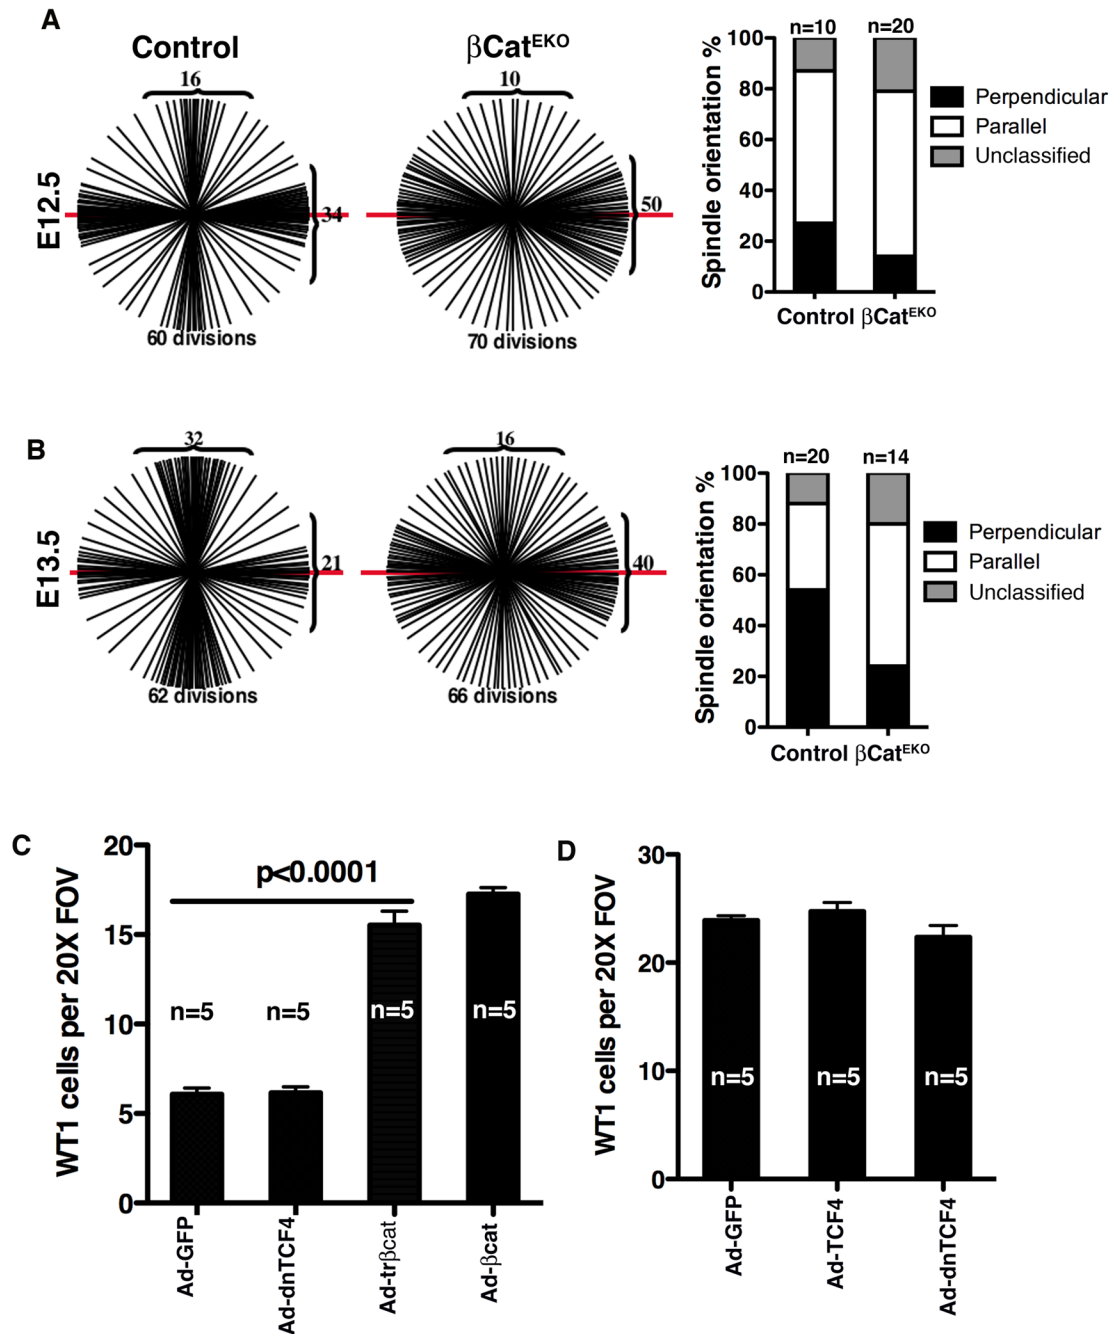 A
Control
βCatEKO
16
10
E12.5
34
50
60 divisions
70 divisions
n=10 n=20
Spindle orientation %
100
80
60
40
20
0
Control βCatEKO
Perpendicular
Parallel
Unclassified
B
32
16
E13.5
21
40
62 divisions
66 divisions
n=20 n=14
Spindle orientation %
100
80
60
40
20
0
Control βCatEKO
Perpendicular
Parallel
Unclassified
C
WT1 cells per 20X FOV
20
15
10
5
0
p<0.0001
n=5 n=5 n=5 n=5
Ad-GFP
Ad-dnTCF4
Ad-trβcat
Ad-βcat
D
WT1 cells per 20X FOV
30
20
10
0
n=5 n=5 n=5
Ad-GFP
Ad-TCF4
Ad-dnTCF4